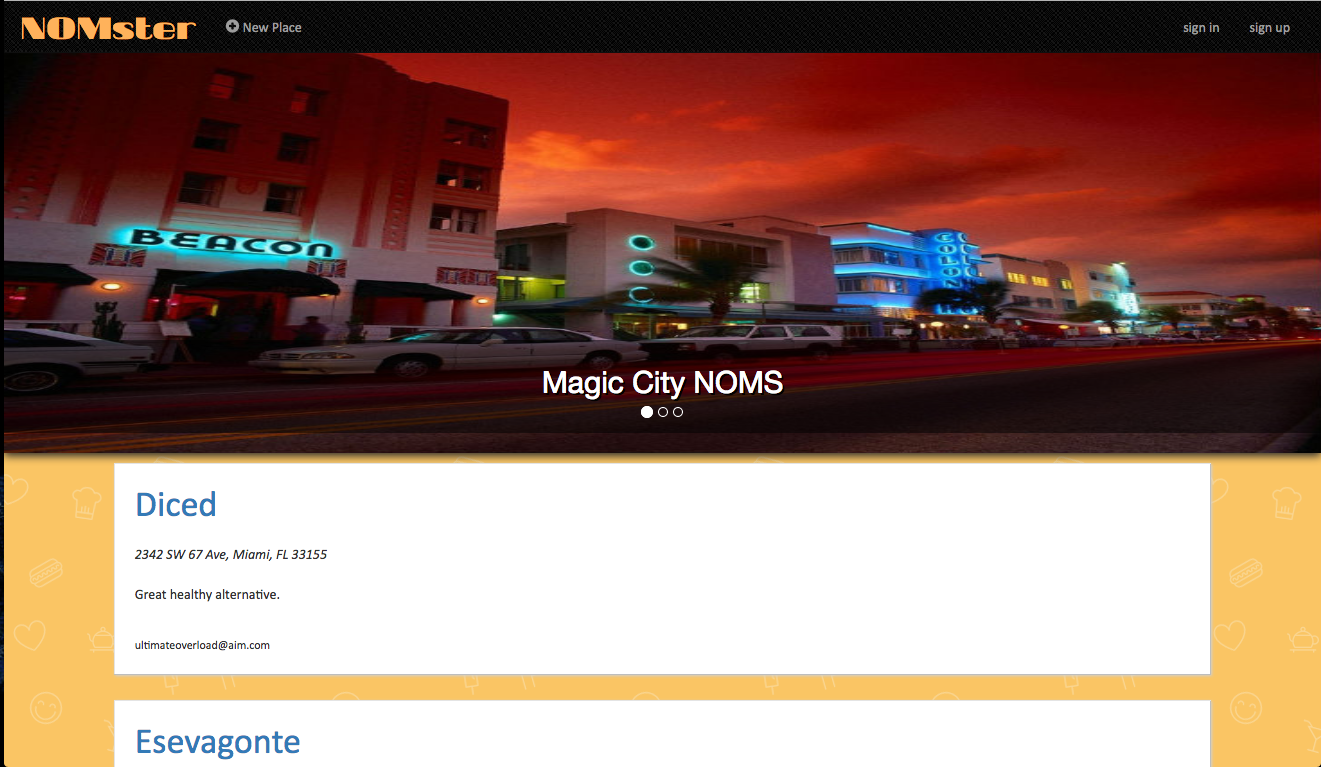 NOMster
New Place
sign in
sign up
BEACON
COLONY
Magic City NOMS
Diced
2342 SW 67 Ave, Miami, FL 33155
Great healthy alternative.
ultimateoverload@aim.com
Esevagonte